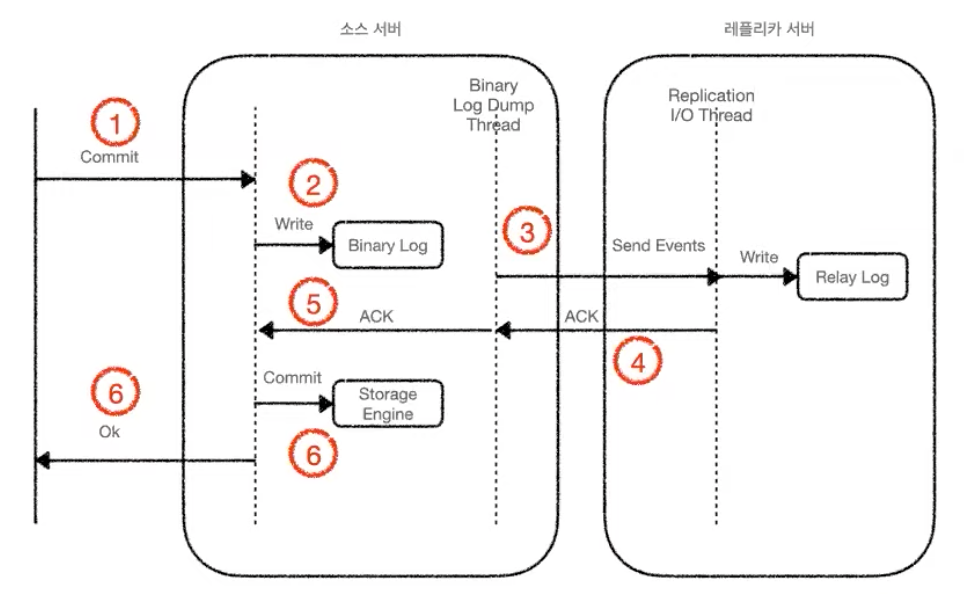 소스 서버
레플리카 서버
Binary
Log Dump
Thread
Replication
I/O Thread
1
Commit
2
Write
Binary Log
3
Send Events
Write
Relay Log
5
ACK
ACK
4
6
Ok
Commit
Storage
Engine
6